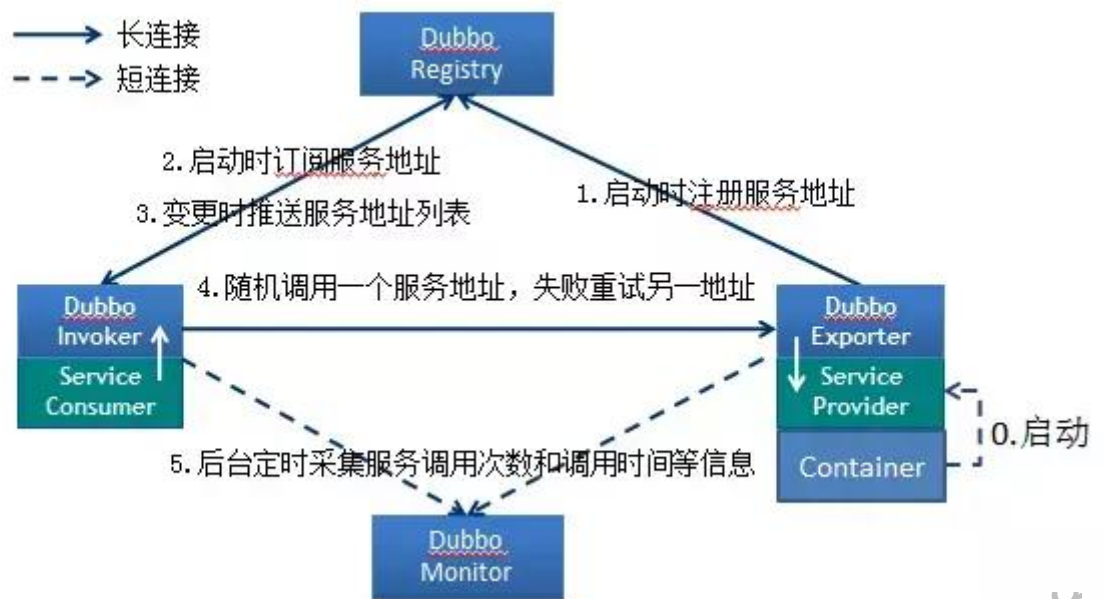 长连接
短连接
Dubbo
Registry
2.启动时订阅服务地址
1.启动时注册服务地址
3.变更时推送服务地址列表
4.随机调用一个服务地址，失败重试另一地址
Dubbo
Invoker
Service
Consumer
Dubbo
Exporter
Service
Provider
Container
0.启动
5.后台定时采集服务调用次数和调用时间等信息
Dubbo
Monitor